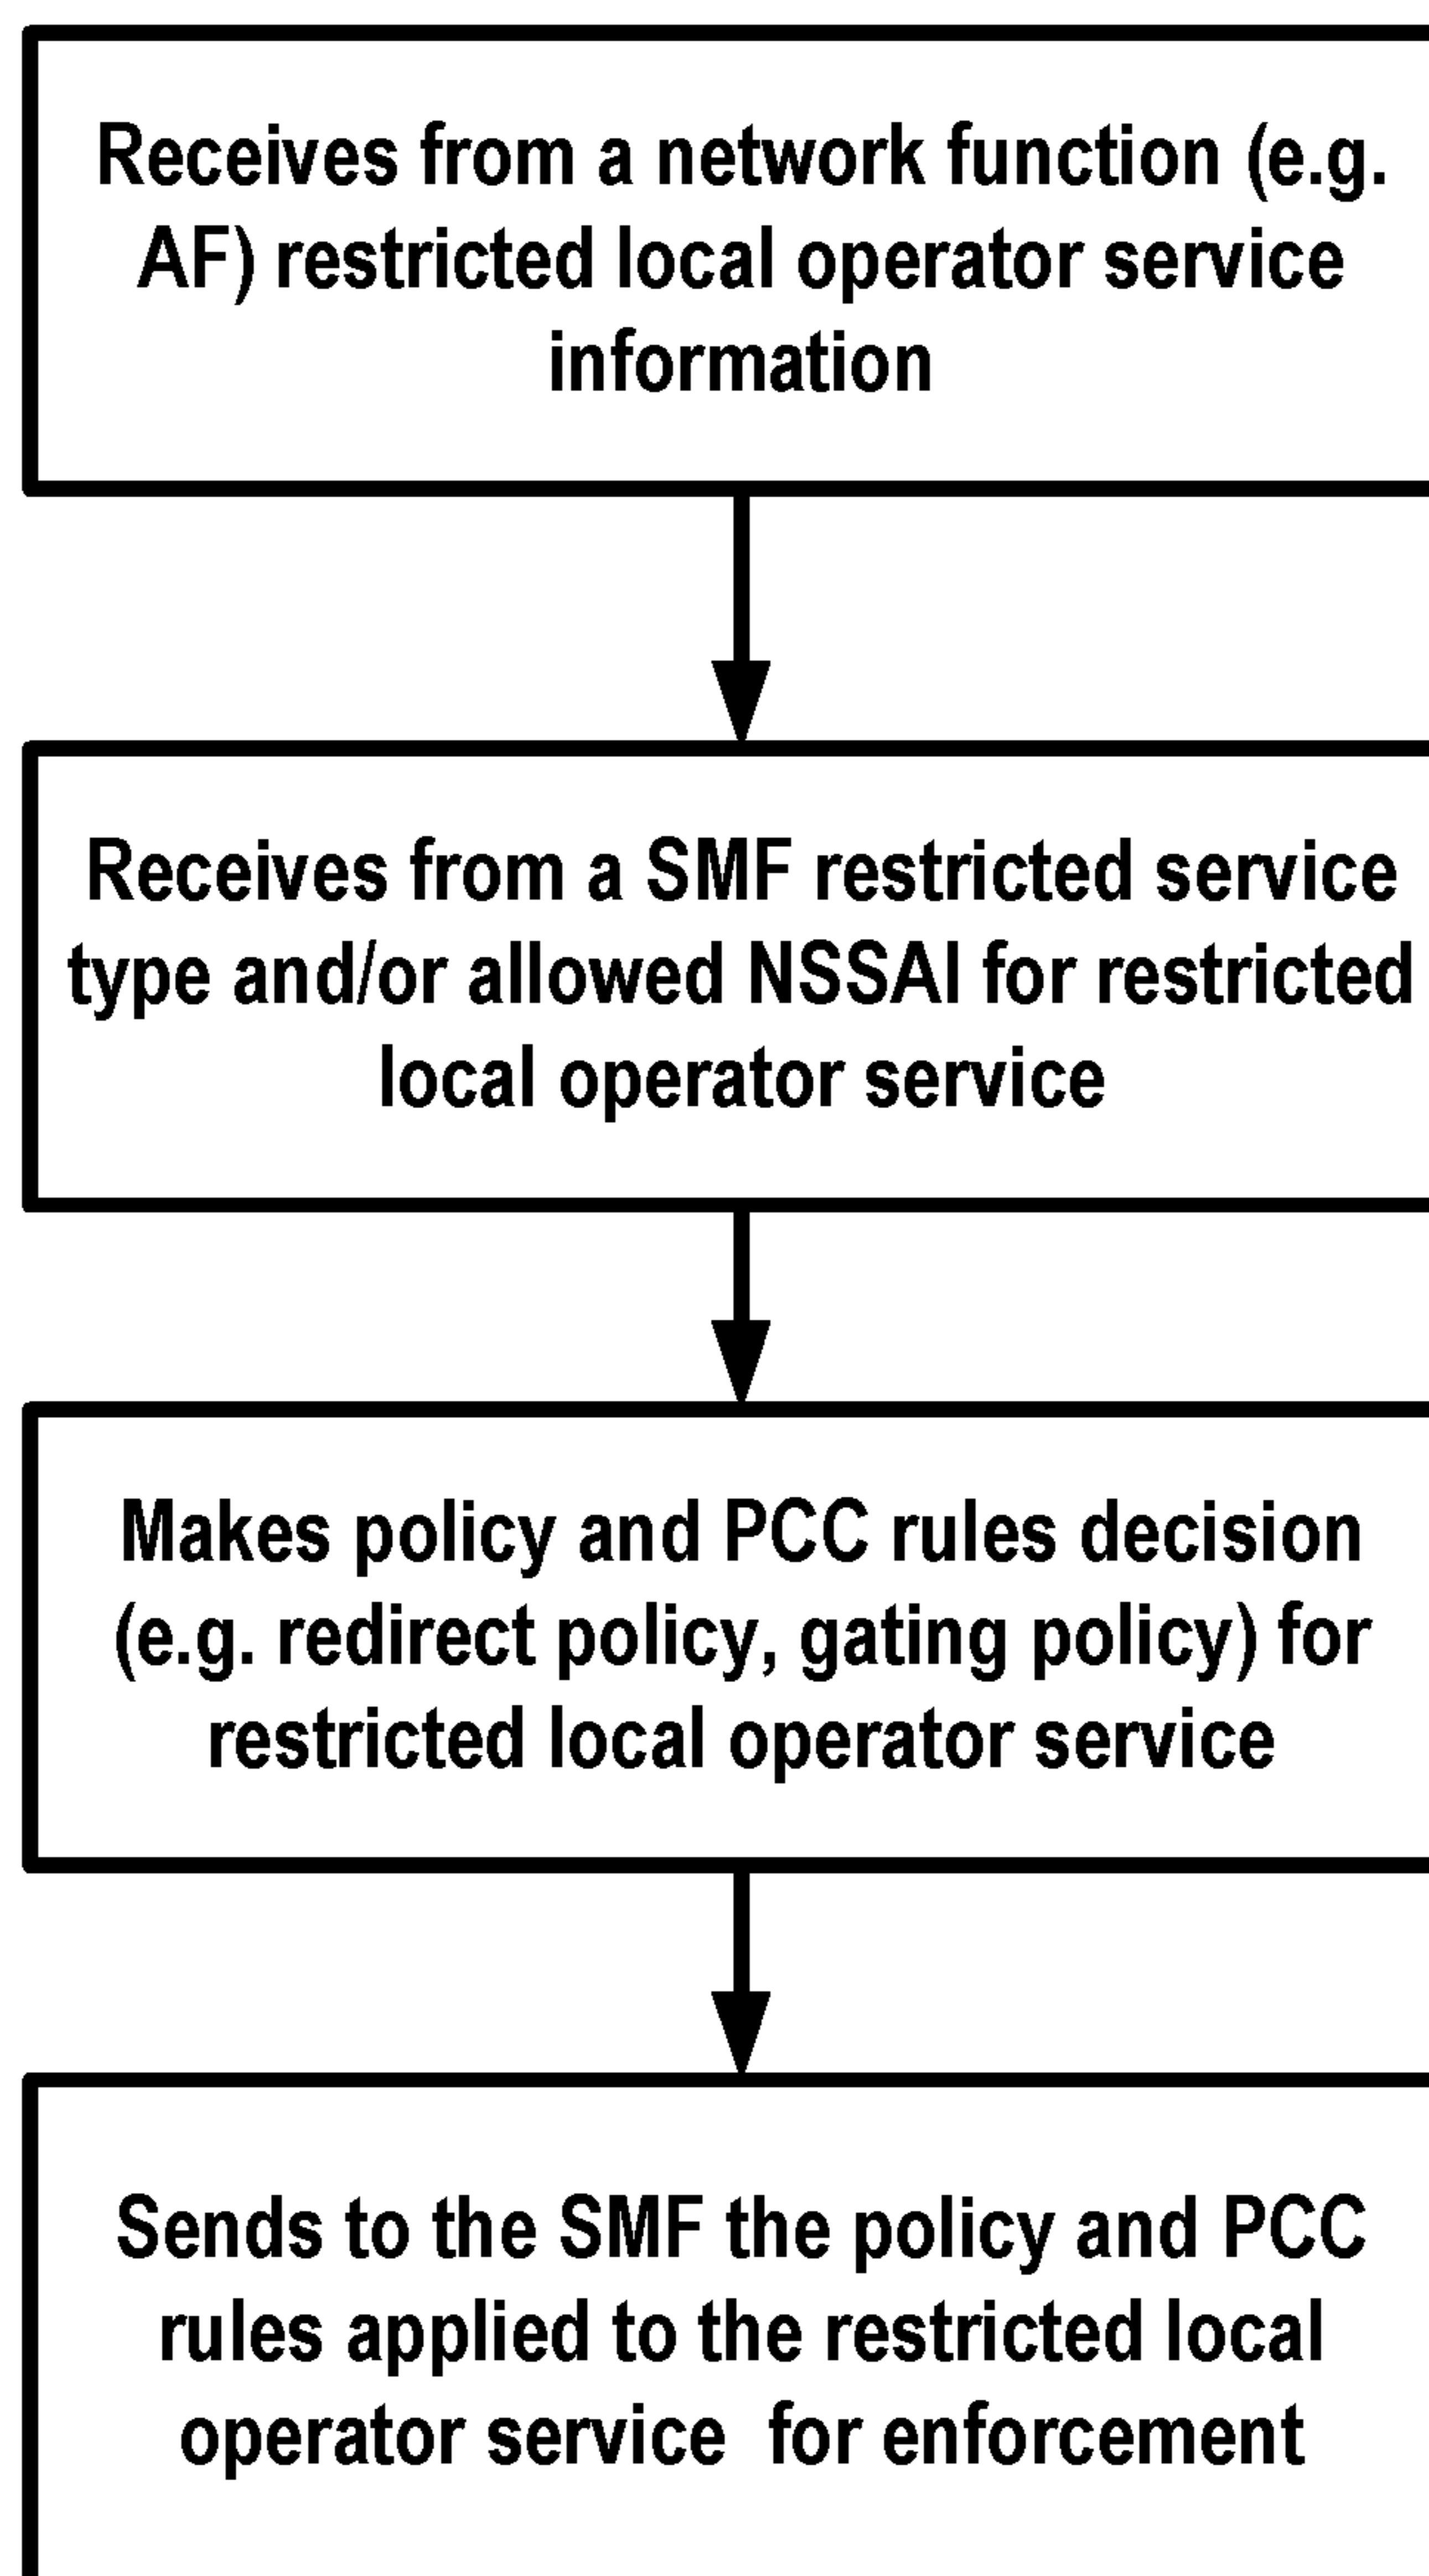 Receives from a network function (e.g.
AF) restricted local operator service
information
Receives from a SMF restricted service
type and/or allowed NSSAI for restricted
local operator service
Makes policy and PCC rules decision
(e.g. redirect policy, gating policy) for
restricted local operator service
Sends to the SMF the policy and PCC
rules applied to the restricted local
operator service  for enforcement